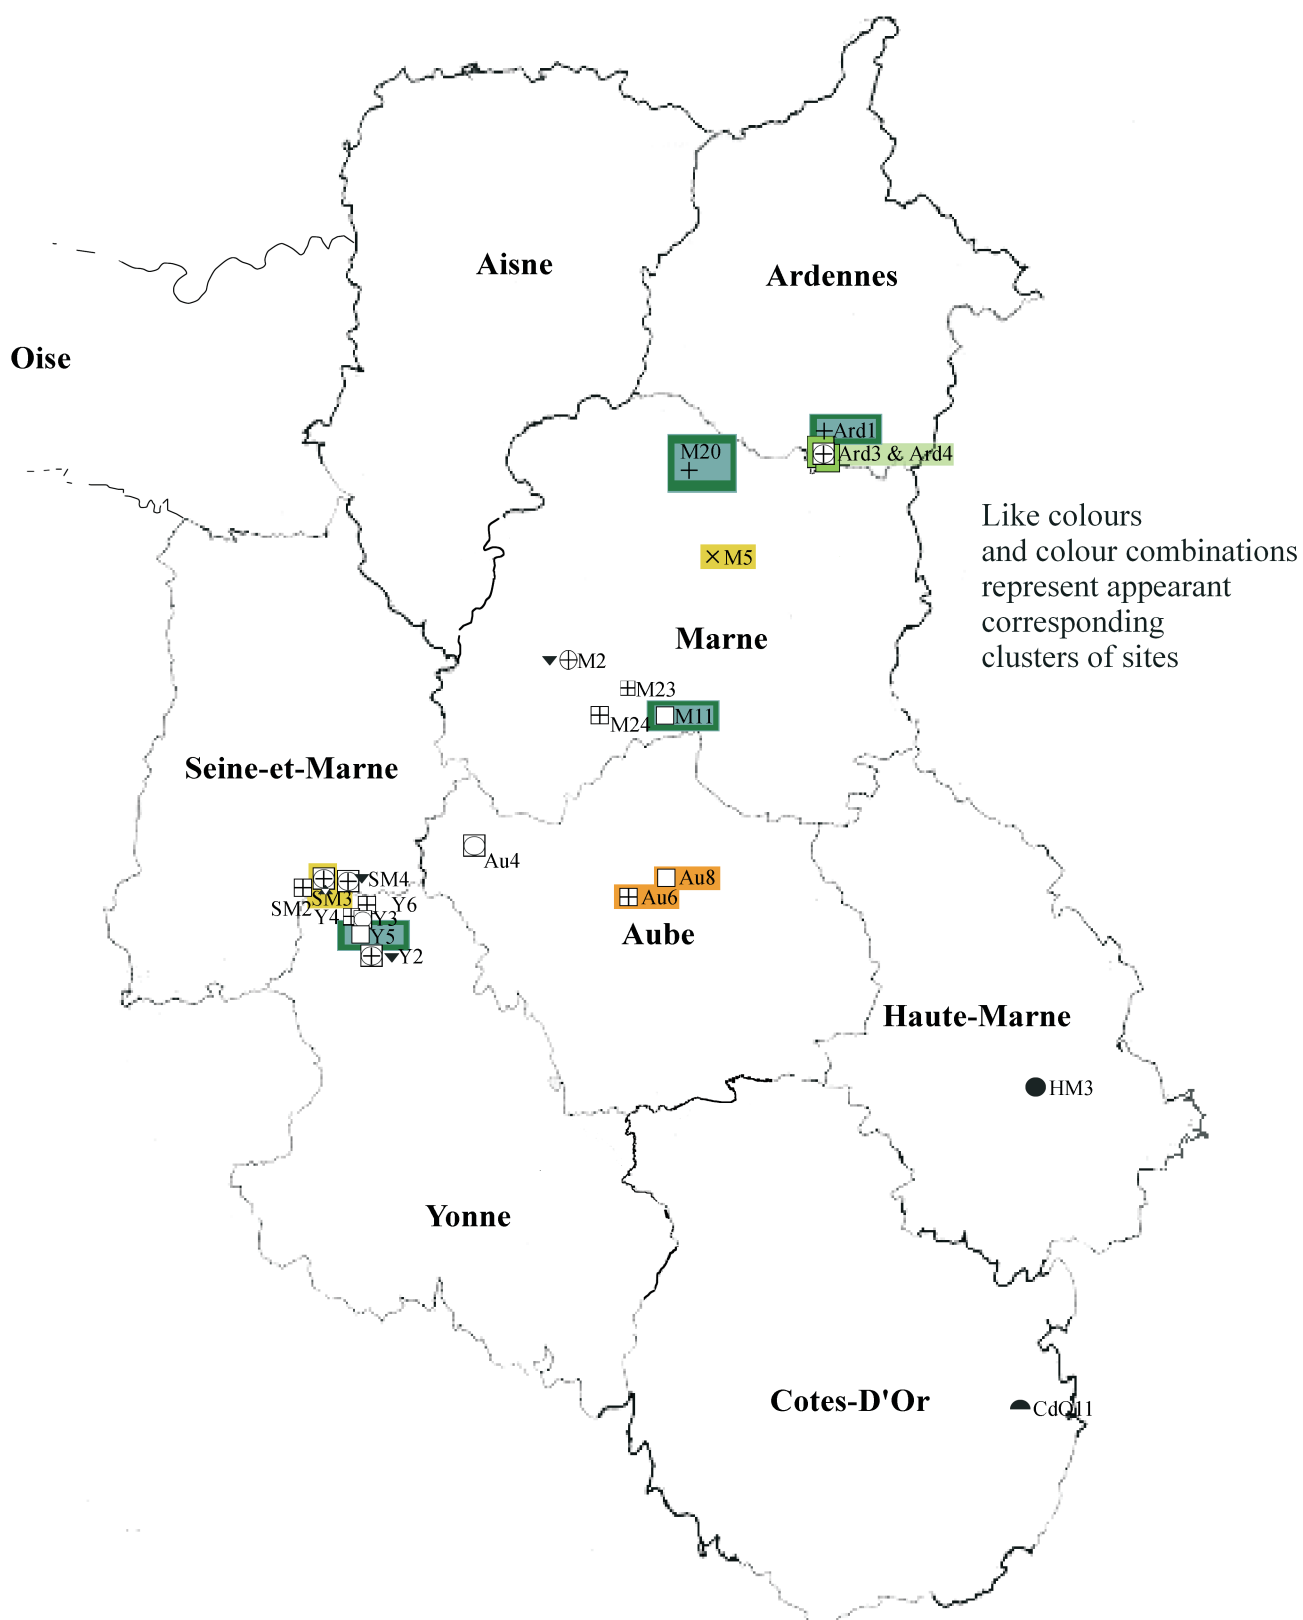 Aisne
Ardennes
Oise
Ard1
M20
Ard3 & Ard4
Like colours
and colour combinations
represent appearant
corresponding
clusters of sites
M5
Marne
M2
M23
M11
M24
Seine-et-Marne
Au4
SM4
Au8
SM3
Au6
SM2
Y6
Y4
Y3
Aube
Y5
Y2
Haute-Marne
HM3
Yonne
Cotes-D'Or
CdO11